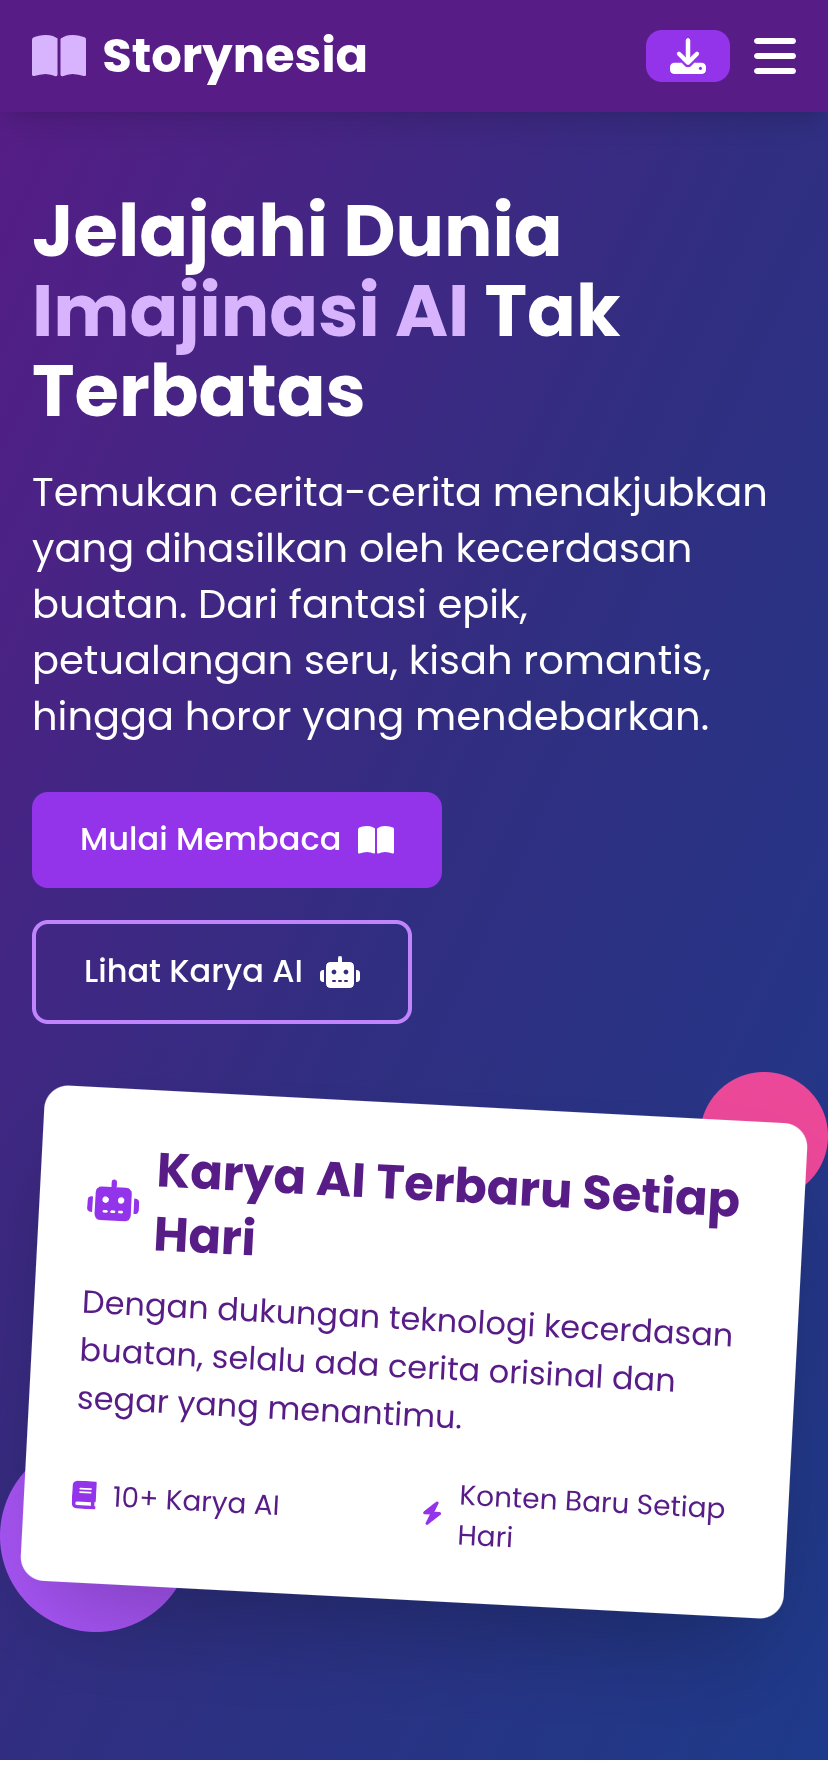 Storynesia
Jelajahi Dunia
Imajinasi AI Tak
Terbatas
Temukan cerita-cerita menakjubkan
yang dihasilkan oleh kecerdasan
buatan. Dari fantasi epik,
petualangan seru, kisah romantis,
hingga horor yang mendebarkan.
Mulai Membaca
Lihat Karya AI
Karya AI Terbaru Setiap
Hari
Dengan dukungan teknologi kecerdasan
buatan, selalu ada cerita orisinal dan
segar yang menantimu.
10+ Karya AI
Konten Baru Setiap
Hari